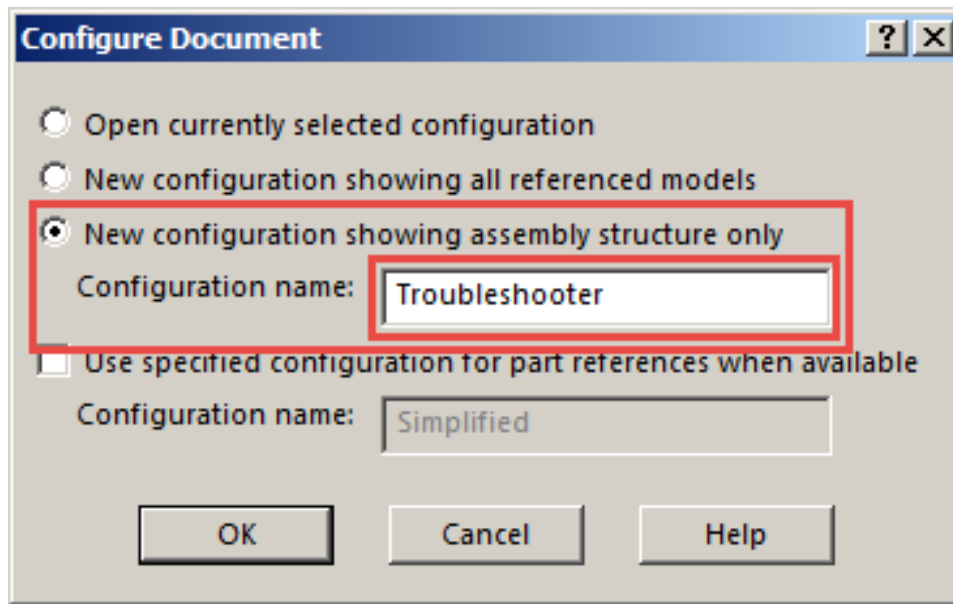 Configure Document
Open currently selected configuration
New configuration showing all referenced models
New configuration showing assembly structure only
Configuration name: Troubleshooter
Use specified configuration for part references when available
Configuration name: Simplified
OK Cancel Help